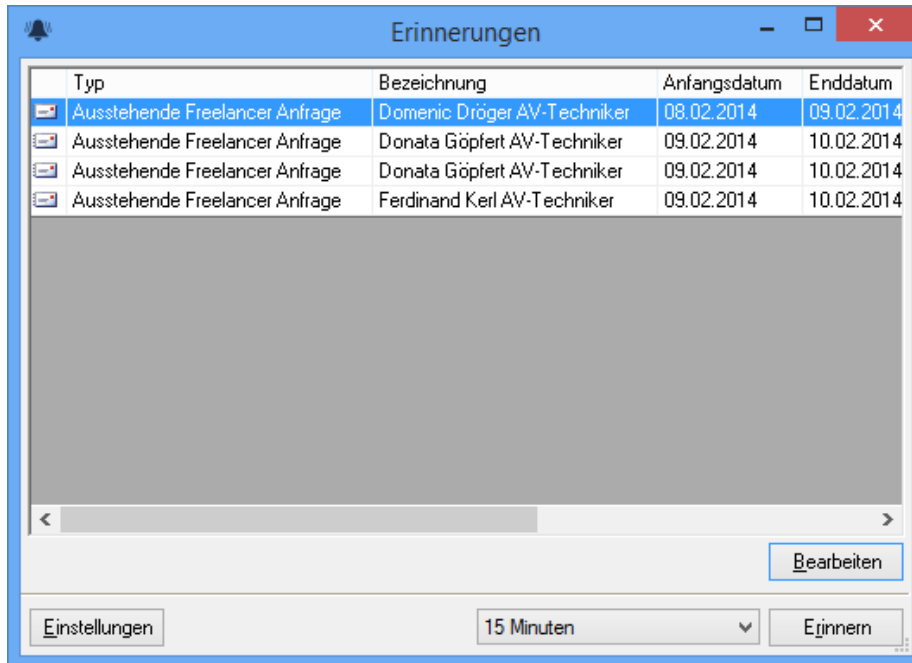 Erinnerungen
Typ Bezeichnung Anfangsdatum Enddatum
Ausstehende Freelancer Anfrage Domenic Dröger AV-Techniker 08.02.2014 09.02.2014
Ausstehende Freelancer Anfrage Donata Göpfert AV-Techniker 09.02.2014 10.02.2014
Ausstehende Freelancer Anfrage Donata Göpfert AV-Techniker 09.02.2014 10.02.2014
Ausstehende Freelancer Anfrage Ferdinand Kerl AV-Techniker 09.02.2014 10.02.2014
Bearbeiten
Einstellungen 15 Minuten Erinnern